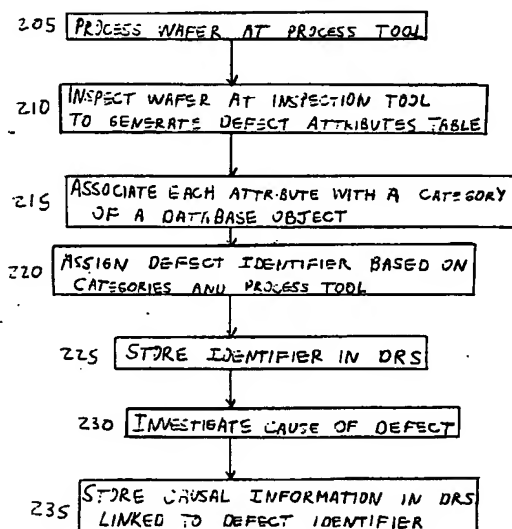 205 PROCESS WAFER AT PROCESS TOOL
210 INSPECT WAFER AT INSPECTION TOOL
TO GENERATE DEFECT ATTRIBUTES TABLE
215 ASSOCIATE EACH ATTRIBUTE WITH A CATEGORY
OF A DATABASE OBJECT
220 ASSIGN DEFECT IDENTIFIER BASED ON
CATEGORIES AND PROCESS TOOL
225 STORE IDENTIFIER IN DRS
230 INVESTIGATE CAUSE OF DEFECT
235 STORE CAUSAL INFORMATION IN DRS
LINKED TO DEFECT IDENTIFIER